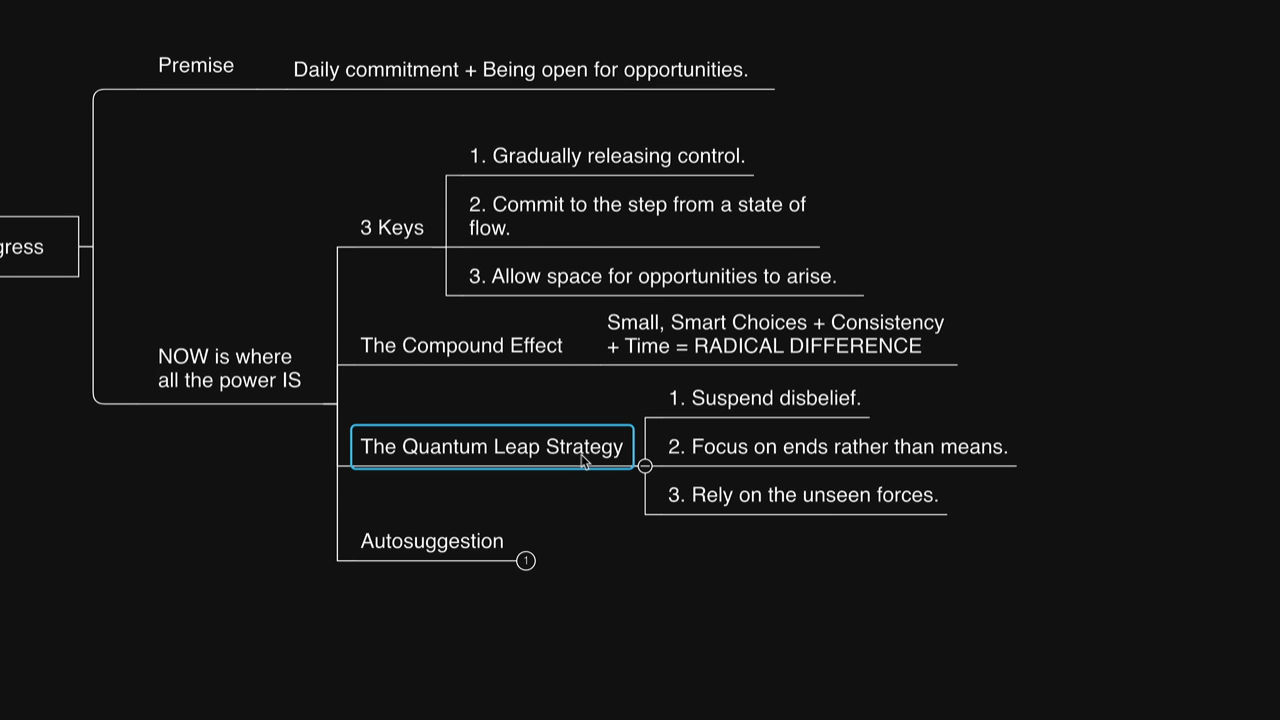 Premise
Daily commitment + Being open for opportunities.
gress
NOW is where
all the power IS
3 Keys
1. Gradually releasing control.
2. Commit to the step from a state of
flow.
3. Allow space for opportunities to arise.
The Compound Effect
Small, Smart Choices + Consistency
+ Time = RADICAL DIFFERENCE
The Quantum Leap Strategy
1. Suspend disbelief.
2. Focus on ends rather than means.
3. Rely on the unseen forces.
Autosuggestion
1